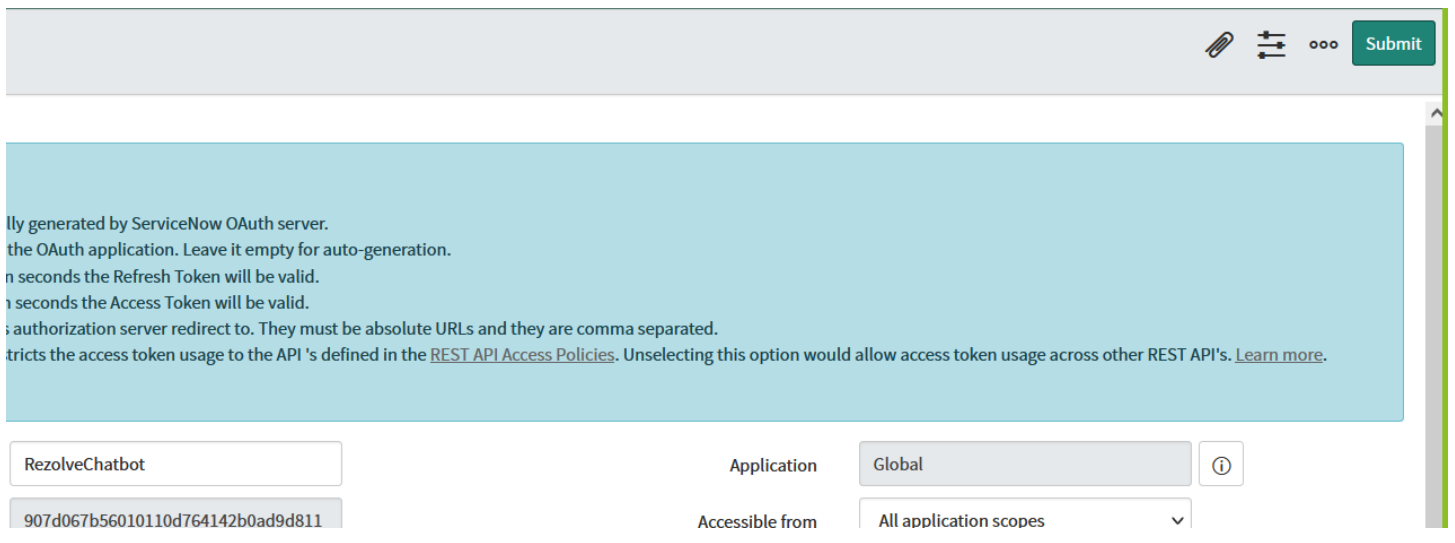 Submit
lly generated by ServiceNow OAuth server.
the OAuth application. Leave it empty for auto-generation.
n seconds the Refresh Token will be valid.
n seconds the Access Token will be valid.
s authorization server redirect to. They must be absolute URLs and they are comma separated.
tricts the access token usage to the API 's defined in the REST API Access Policies. Unselecting this option would allow access token usage across other REST API's. Learn more.
RezolveChatbot Application Global
907d067b56010110d764142b0ad9d811 Accessible from All application scopes